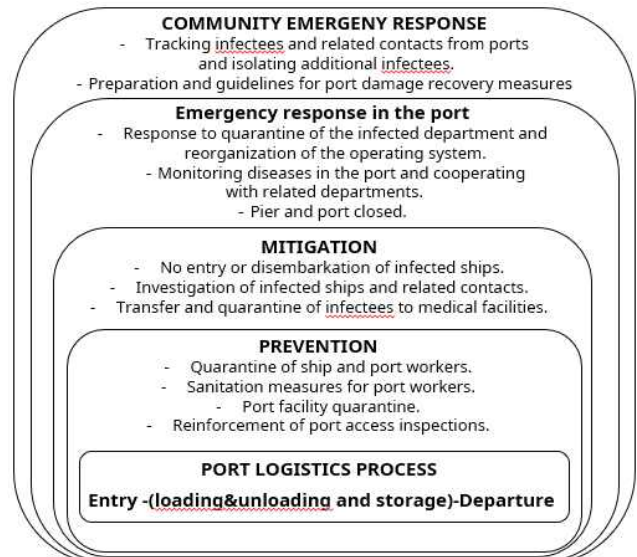 COMMUNITY EMERGENY RESPONSE
- Tracking infectees and related contacts from ports
and isolating additional infectees.
- Preparation and guidelines for port damage recovery measures
Emergency response in the port
- Response to quarantine of the infected department and
reorganization of the operating system.
- Monitoring diseases in the port and cooperating
with related departments.
- Pier and port closed.
MITIGATION
- No entry or disembarkation of infected ships.
- Investigation of infected ships and related contacts.
- Transfer and quarantine of infectees to medical facilities.
PREVENTION
- Quarantine of ship and port workers.
- Sanitation measures for port workers.
- Port facility quarantine.
- Reinforcement of port access inspections.
PORT LOGISTICS PROCESS
Entry -(loading&unloading and storage)-Departure